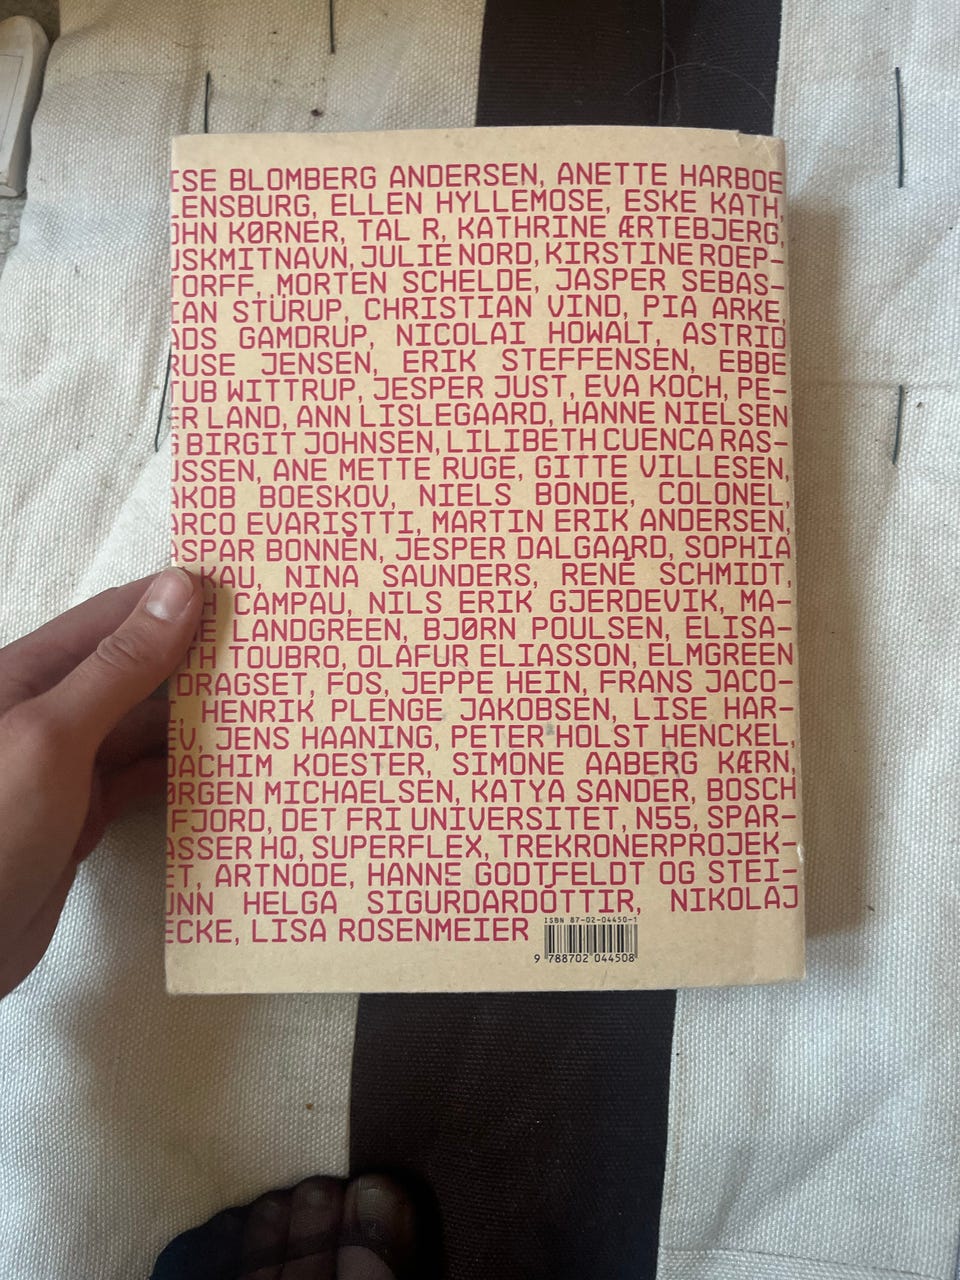 ISE BLOMBERG ANDERSEN, ANETTE HARBOE
LENSBURG, ELLEN HYLLEMOSE, ESKE KATH,
OHN KØRNER, TAL R, KATHRINE ÆRTEBJERG,
USKMITNAVN, JULIE NORD, KIRSTINE ROEP-
TORFF, MORTEN SCHELDE, JASPER SEBAS-
IAN STÜRUP, CHRISTIAN VIND, PIA ARKE,
ADS GAMDRUP, NICOLAI HOWALT, ASTRID
RUSE JENSEN, ERIK STEFFENSEN, EBBE
TUB WITTRUP, JESPER JUST, EVA KOCH, PE-
ER LAND, ANN LISLEGAARD, HANNE NIELSEN
& BIRGIT JOHNSEN, LILIBETH CUENCA RAS-
USSEN, ANE METTE RUGE, GITTE VILLESEN,
AKOB BOESKOV, NIELS BONDE, COLONEL,
ARCO EVARISTTI, MARTIN ERIK ANDERSEN,
ASPAR BONNÉN, JESPER DALGAARD, SOPHIA
KAU, NINA SAUNDERS, RENÉ SCHMIDT,
H CAMPAU, NILS ERIK GJERDEVIK, MA-
E LANDGREEN, BJØRN POULSEN, ELISA-
TH TOUBRO, OLAFUR ELIASSON, ELMGREEN
DRAGSET, FOS, JEPPE HEIN, FRANS JACO-
, HENRIK PLENGE JAKOBSEN, LISE HAR-
EV, JENS HAANING, PETER HOLST HENCKEL,
OACHIM KOESTER, SIMONE AABERG KÆRN,
ØRGEN MICHAELSEN, KATYA SANDER, BOSCH
FJORD, DET FRI UNIVERSITET, N55, SPAR-
ASSER HQ, SUPERFLEX, TREKRONERPROJEK-
ET, ARTNODE, HANNE GODTFELDT OG STEI-
UNN HELGA SIGURDARDÓTTIR, NIKOLAJ
ECKE, LISA ROSENMEIER
ISBN 87-02-04450-1
9 788702 044508